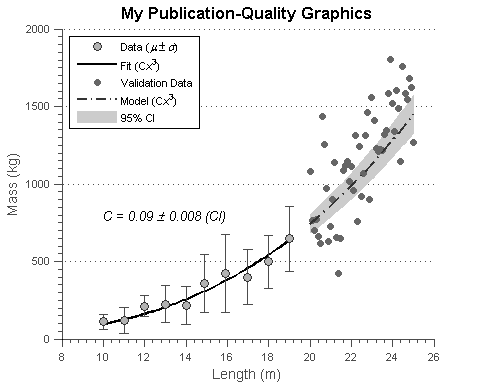 My Publication-Quality Graphics
2000
1500
1000
500
0
Mass (kg)
Data (μ ± σ)
Fit (Cx³)
Validation Data
Model (Cx³)
95% CI
C = 0.09 ± 0.008 (CI)
8 10 12 14 16 18 20 22 24 26
Length (m)